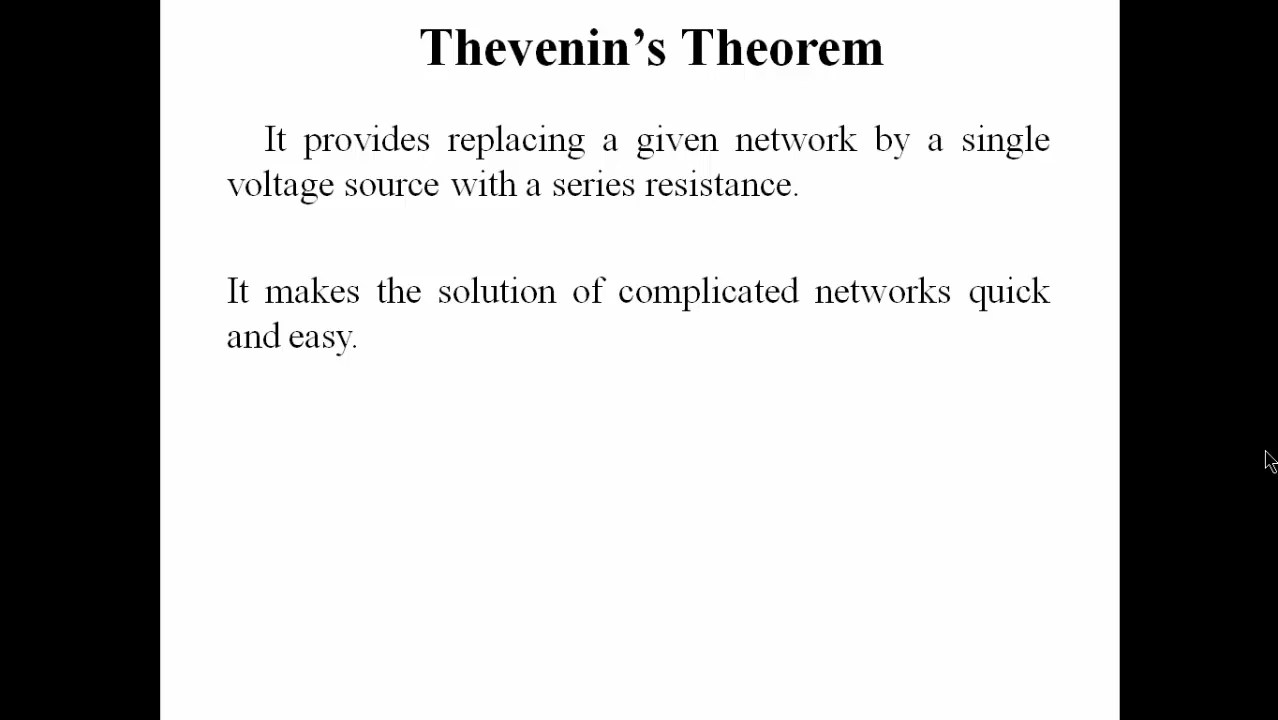 Thevenin’s Theorem
It provides replacing a given network by a single
voltage source with a series resistance.
It makes the solution of complicated networks quick
and easy.